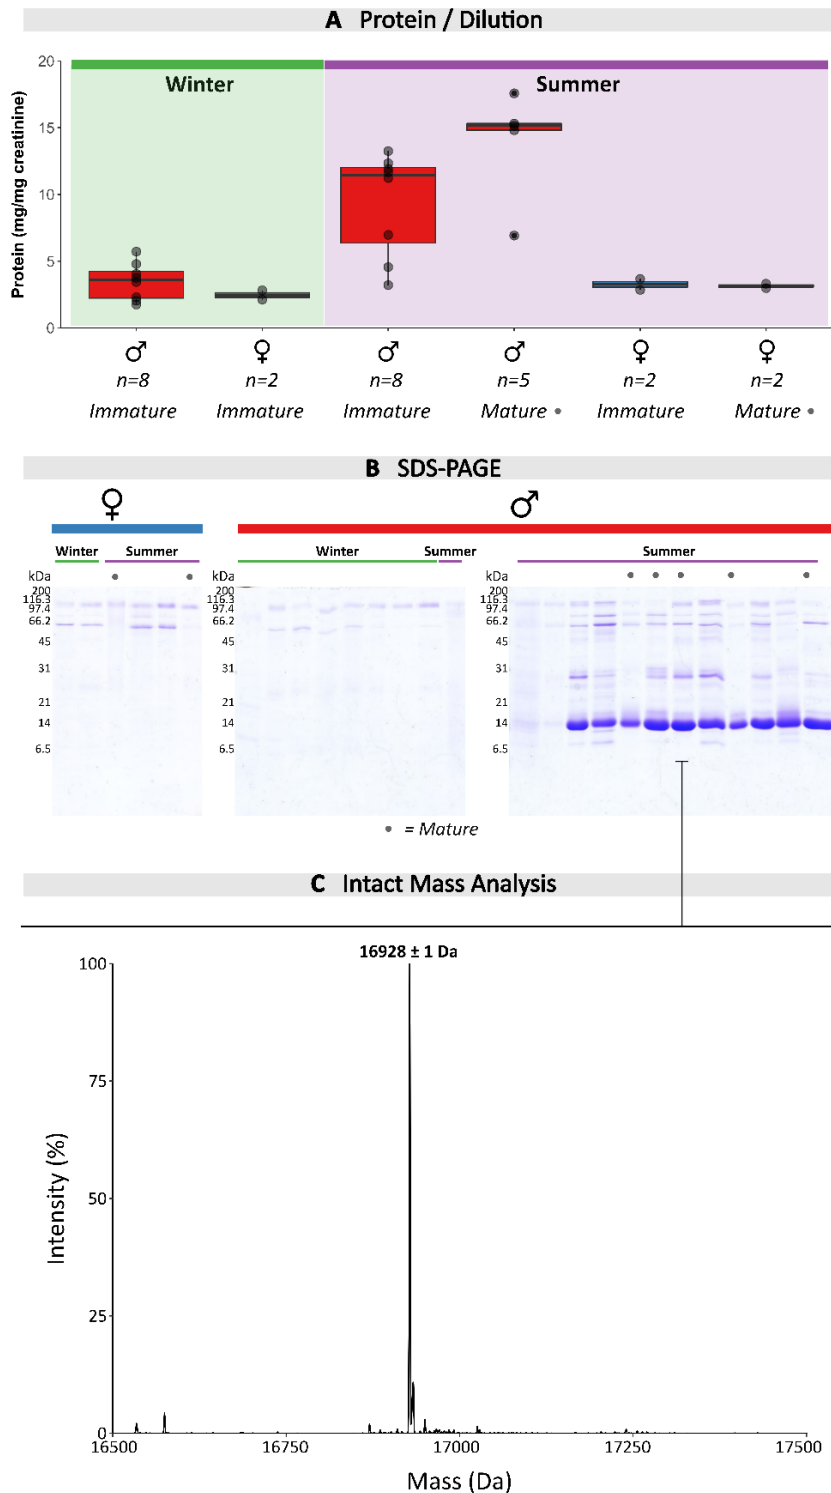 A Protein / Dilution
Protein (mg/mg creatinine)
20
15
10
5
0
Winter
Summer
♂ ♀ ♂ ♂ ♀ ♀
n=8 n=2 n=8 n=5 n=2 n=2
Immature Immature Immature Mature • Immature Mature •
B SDS-PAGE
♀ ♂
Winter Summer Winter Summer Summer
kDa kDa kDa
200 200 200
116.3 116.3 116.3
97.4 97.4 97.4
66.2 66.2 66.2
45 45 45
31 31 31
21 21 21
14 14 14
6.5 6.5 6.5
• = Mature
C Intact Mass Analysis
16928 ± 1 Da
Intensity (%)
100
75
50
25
0
16500 16750 17000 17250 17500
Mass (Da)